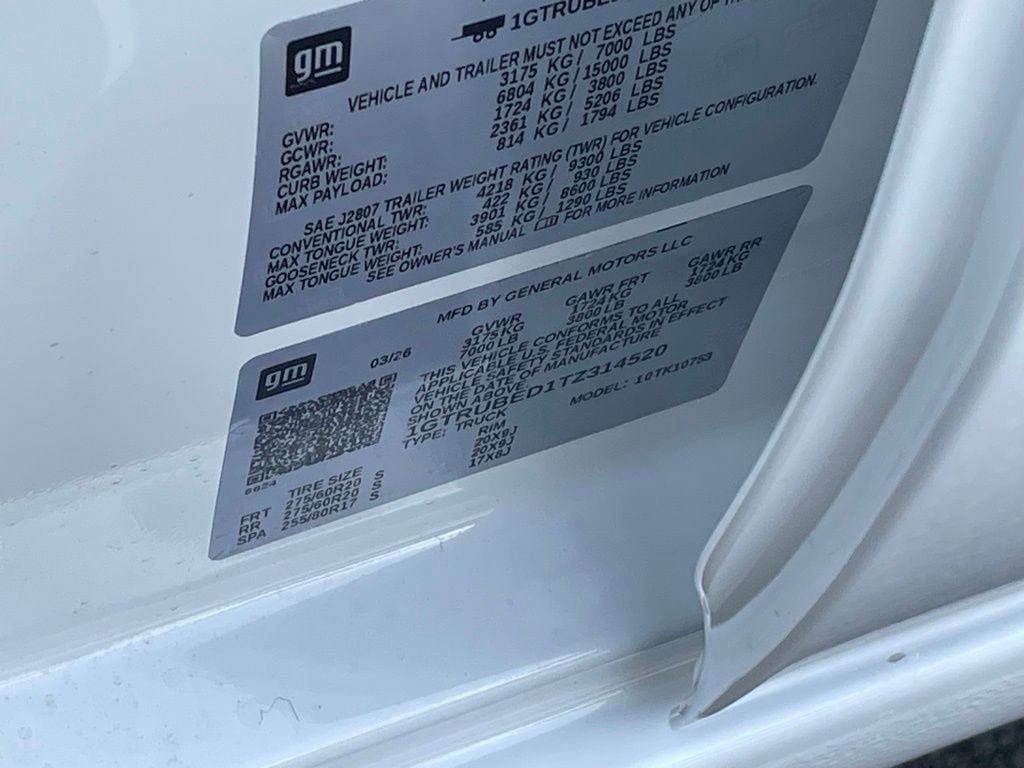 gm
1GTRUBED
VEHICLE AND TRAILER MUST NOT EXCEED ANY OF
GVWR: 3175 KG / 7000 LBS
GCWR: 6804 KG / 15000 LBS
RGAWR: 1724 KG / 3800 LBS
CURB WEIGHT: 2361 KG / 5206 LBS
MAX PAYLOAD: 814 KG / 1794 LBS
SAE J2807 TRAILER WEIGHT RATING (TWR) FOR VEHICLE CONFIGURATION.
CONVENTIONAL TWR: 4218 KG / 9300 LBS
MAX TONGUE WEIGHT: 422 KG / 930 LBS
GOOSENECK TWR: 3901 KG / 8600 LBS
MAX TONGUE WEIGHT: 585 KG / 1290 LBS
SEE OWNER'S MANUAL FOR MORE INFORMATION
gm
03/26
MFD BY GENERAL MOTORS LLC
GVWR GAWR FRT GAWR RR
3175 KG 1724 KG 1724 KG
7000 LB 3800 LB 3800 LB
THIS VEHICLE CONFORMS TO ALL
APPLICABLE U.S. FEDERAL MOTOR
VEHICLE SAFETY STANDARDS IN EFFECT
ON THE DATE OF MANUFACTURE
SHOWN ABOVE.
1GTRUBED1TZ314520
TYPE: TRUCK MODEL: 10TK10753
6624
TIRE SIZE RIM
FRT 275/60R20 S 20X9J
RR 275/60R20 S 20X9J
SPA 255/80R17 S 17X8J